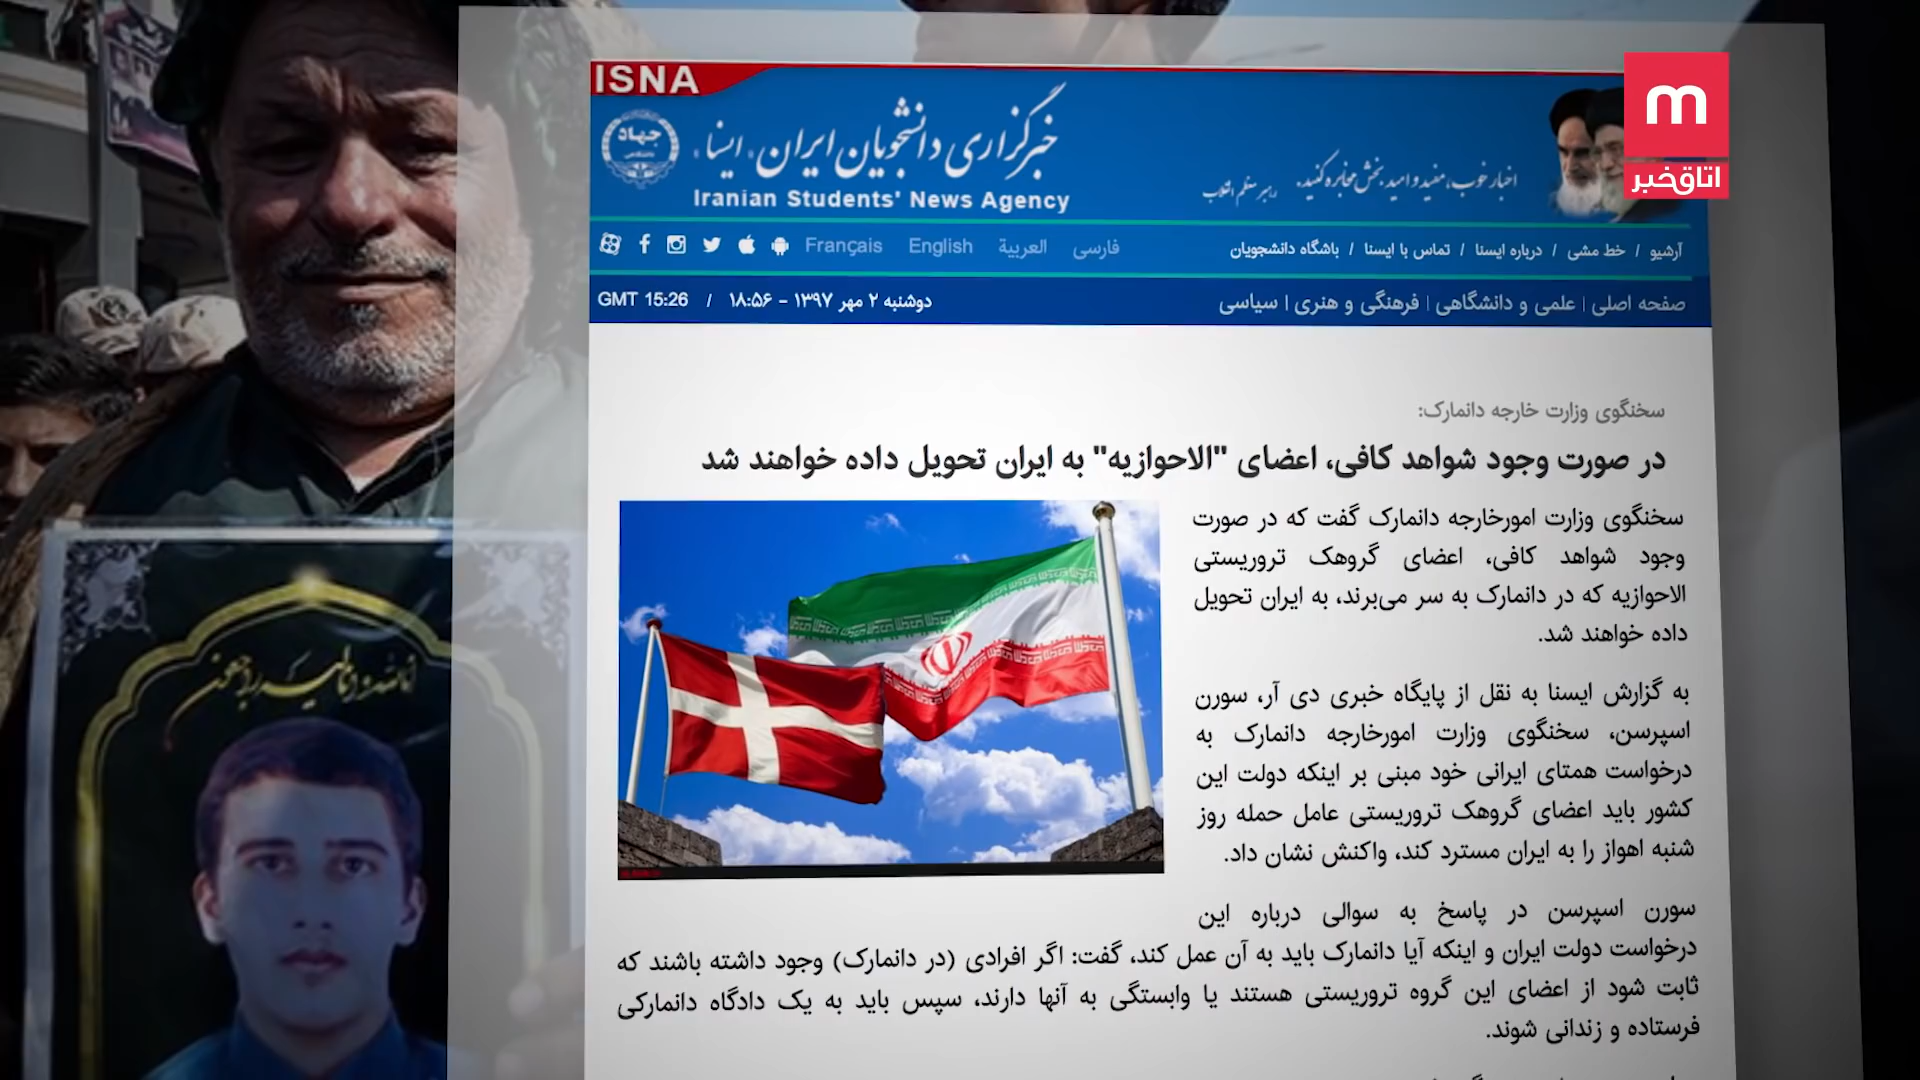 ISNA
جهاد
دانشگاهی
خبرگزاری دانشجویان ایران «ایسنا»
Iranian Students' News Agency
اخبار خوب، مفید و امیدبخش مخابره کنید.
رهبر معظم انقلاب
m
اتاق‌خبر
Français English العربية فارسی
آرشیو / خط مشی / درباره ایسنا / تماس با ایسنا / باشگاه دانشجویان
دوشنبه ۲ مهر ۱۳۹۷ - ۱۸:۵۶ / GMT 15:26
صفحه اصلی | علمی و دانشگاهی | فرهنگی و هنری | سیاسی
سخنگوی وزارت خارجه دانمارک:
در صورت وجود شواهد کافی، اعضای "الاحوازیه" به ایران تحویل داده خواهند شد
سخنگوی وزارت امورخارجه دانمارک گفت که در صورت
وجود شواهد کافی، اعضای گروهک تروریستی
الاحوازیه که در دانمارک به سر می‌برند، به ایران تحویل
داده خواهند شد.
به گزارش ایسنا به نقل از پایگاه خبری دی آر، سورن
اسپرسن، سخنگوی وزارت امورخارجه دانمارک به
درخواست همتای ایرانی خود مبنی بر اینکه دولت این
کشور باید اعضای گروهک تروریستی عامل حمله روز
شنبه اهواز را به ایران مسترد کند، واکنش نشان داد.
سورن اسپرسن در پاسخ به سوالی درباره این
درخواست دولت ایران و اینکه آیا دانمارک باید به آن عمل کند، گفت: اگر افرادی (در دانمارک) وجود داشته باشند که
ثابت شود از اعضای این گروه تروریستی هستند یا وابستگی به آنها دارند، سپس باید به یک دادگاه دانمارکی
فرستاده و زندانی شوند.
انا لله و انا الیه راجعون